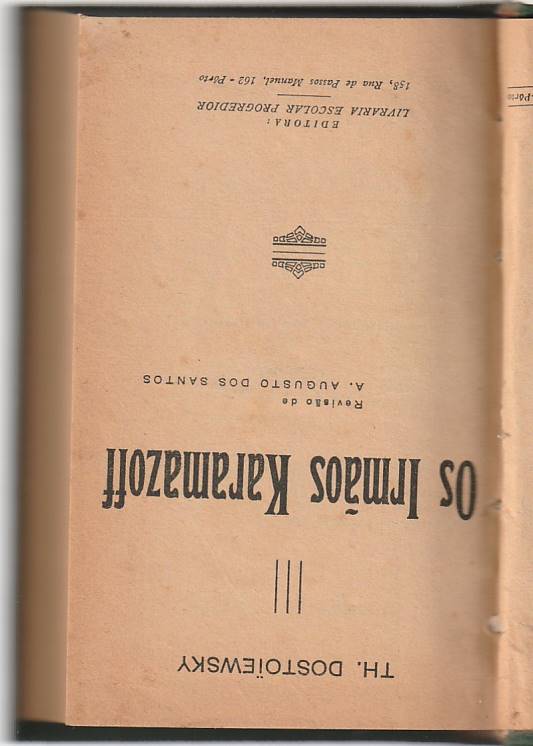 TH. DOSTOÏEWSKY
Os Irmãos Karamazoff
Revisão de
A. AUGUSTO DOS SANTOS
EDITORA:
LIVRARIA ESCOLAR PROGREDIOR
158, Rua de Passos Manuel, 162 - Pôrto
Pôrto